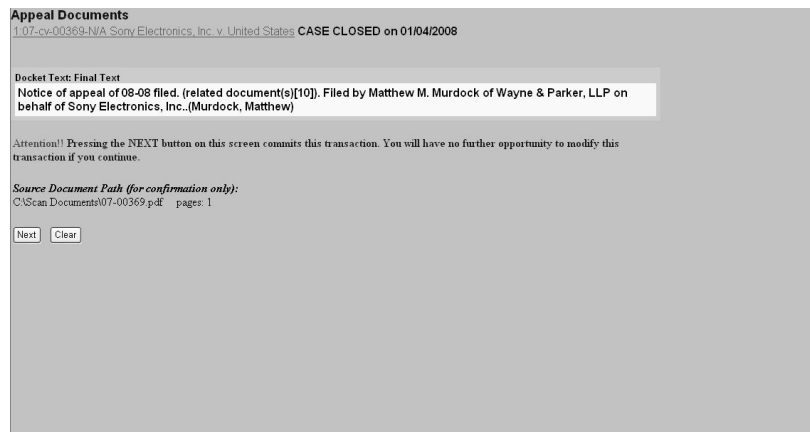 Appeal Documents
1:07-cv-00369-N/A Sony Electronics, Inc. v. United States CASE CLOSED on 01/04/2008
Docket Text: Final Text
Notice of appeal of 08-08 filed. (related document(s)[10]). Filed by Matthew M. Murdock of Wayne & Parker, LLP on
behalf of Sony Electronics, Inc..(Murdock, Matthew)
Attention!! Pressing the NEXT button on this screen commits this transaction. You will have no further opportunity to modify this
transaction if you continue.
Source Document Path (for confirmation only):
C:\Scan Documents\07-00369.pdf pages: 1
Next Clear